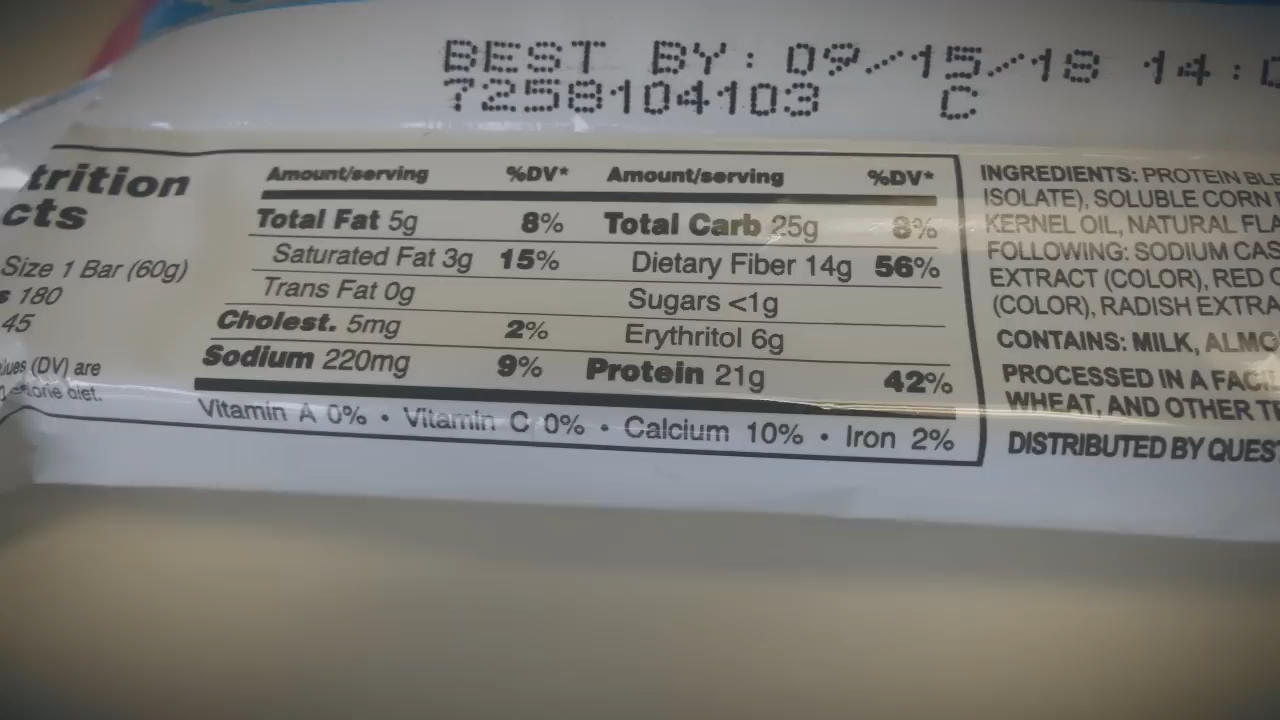 BEST BY: 09/15/18 14:0
7258104103 C
trition
cts
Size 1 Bar (60g)
180
45
(DV) are
diet.
Amount/serving %DV* Amount/serving %DV*
Total Fat 5g 8% Total Carb 25g 8%
Saturated Fat 3g 15% Dietary Fiber 14g 56%
Trans Fat 0g Sugars <1g
Cholest. 5mg 2% Erythritol 6g
Sodium 220mg 9% Protein 21g 42%
Vitamin A 0% • Vitamin C 0% • Calcium 10% • Iron 2%
INGREDIENTS: PROTEIN BLE
ISOLATE), SOLUBLE CORN
KERNEL OIL, NATURAL FLA
FOLLOWING: SODIUM CAS
EXTRACT (COLOR), RED
(COLOR), RADISH EXTRA
CONTAINS: MILK, ALMO
PROCESSED IN A FACIL
WHEAT, AND OTHER T
DISTRIBUTED BY QUES